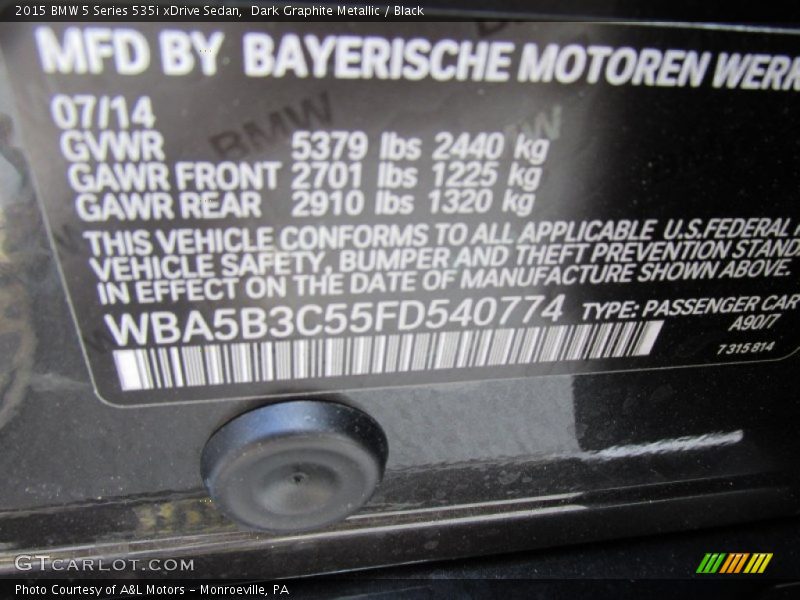 2015 BMW 5 Series 535i xDrive Sedan, Dark Graphite Metallic / Black
MFD BY BAYERISCHE MOTOREN WERK
07/14
GVWR 5379 lbs 2440 kg
GAWR FRONT 2701 lbs 1225 kg
GAWR REAR 2910 lbs 1320 kg
THIS VEHICLE CONFORMS TO ALL APPLICABLE U.S.FEDERAL
VEHICLE SAFETY, BUMPER AND THEFT PREVENTION STAND
IN EFFECT ON THE DATE OF MANUFACTURE SHOWN ABOVE.
WBA5B3C55FD540774 TYPE: PASSENGER CAR
A90/7
7315814
GTCARLOT.COM
Photo Courtesy of A&L Motors - Monroeville, PA